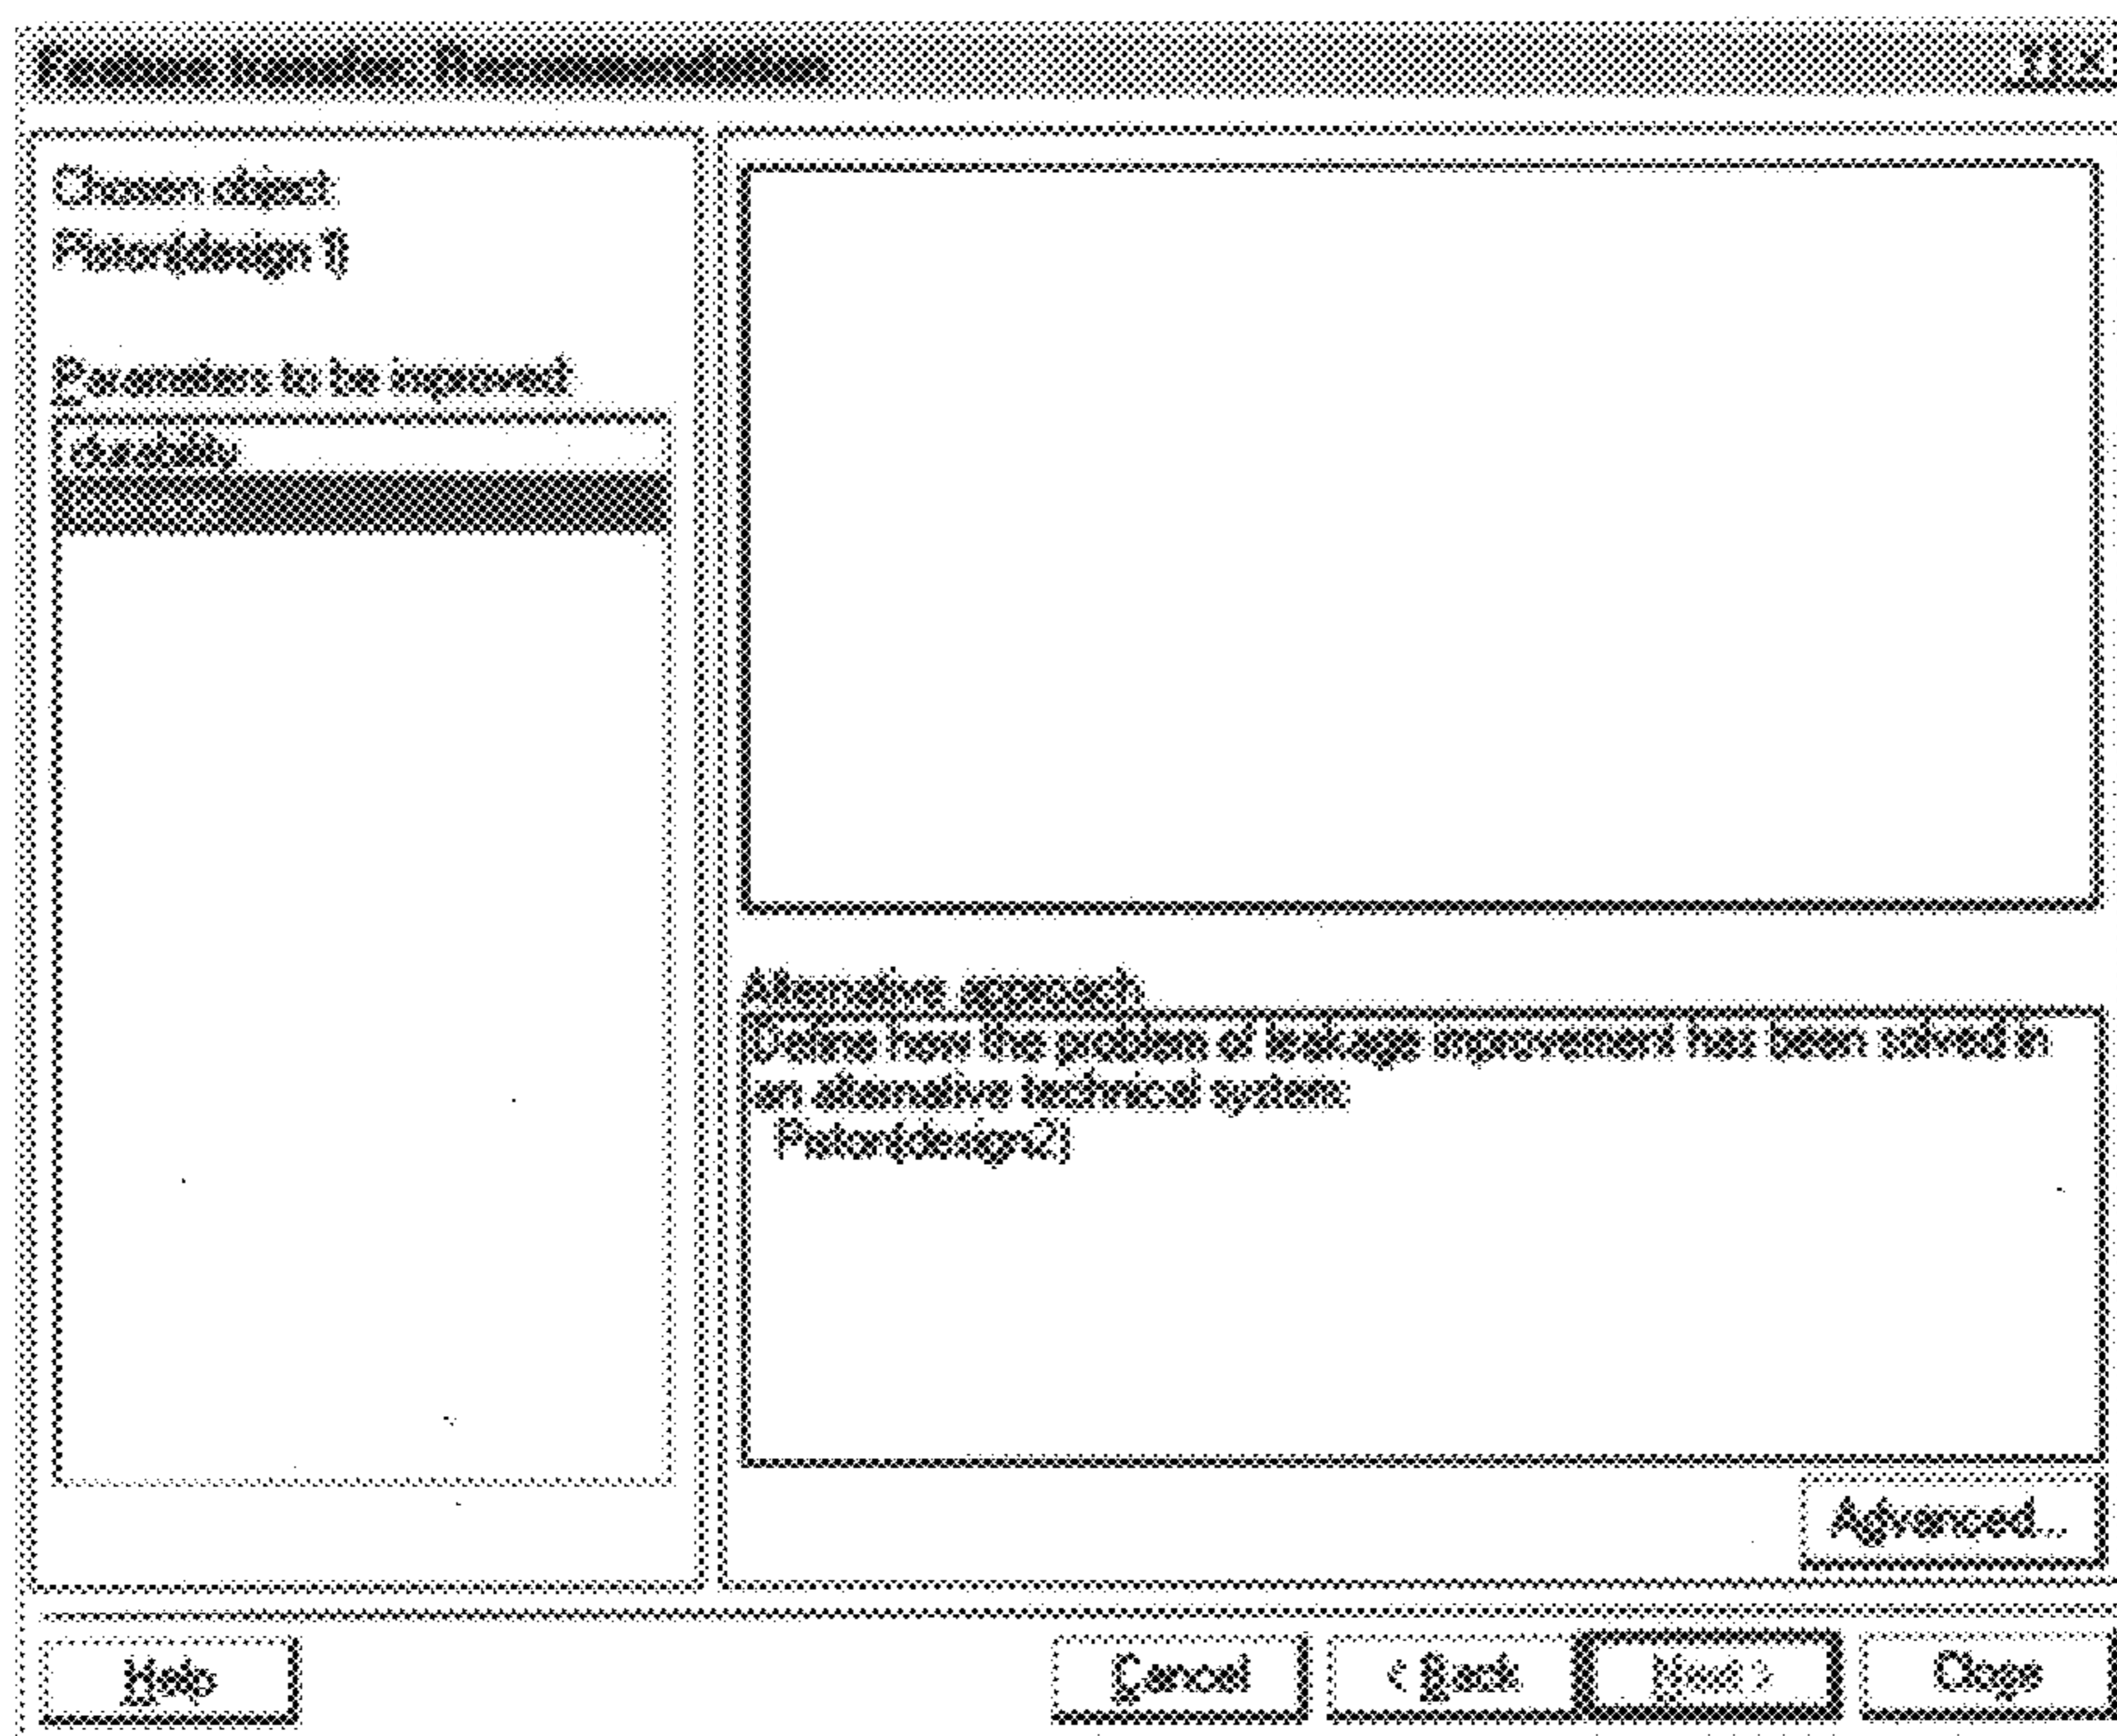 Feature transfer: Recommendation
Chosen object:
Piston(design 1)
Parameters to be improved:
durability
Alternative approach
Define how the problem of leakage improvement has been solved in
an alternative technical system:
Piston(design2)
Advanced...
Help
Cancel
< Back
Next >
Close